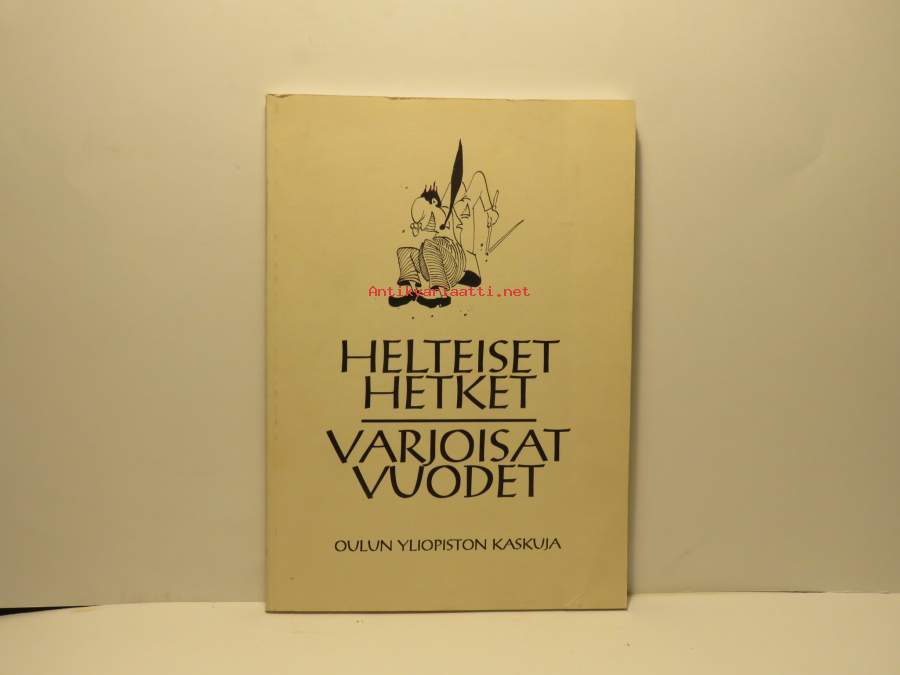 Antikvariaatti.net
HELTEISET
HETKET
VARJOISAT
VUODET
OULUN YLIOPISTON KASKUJA